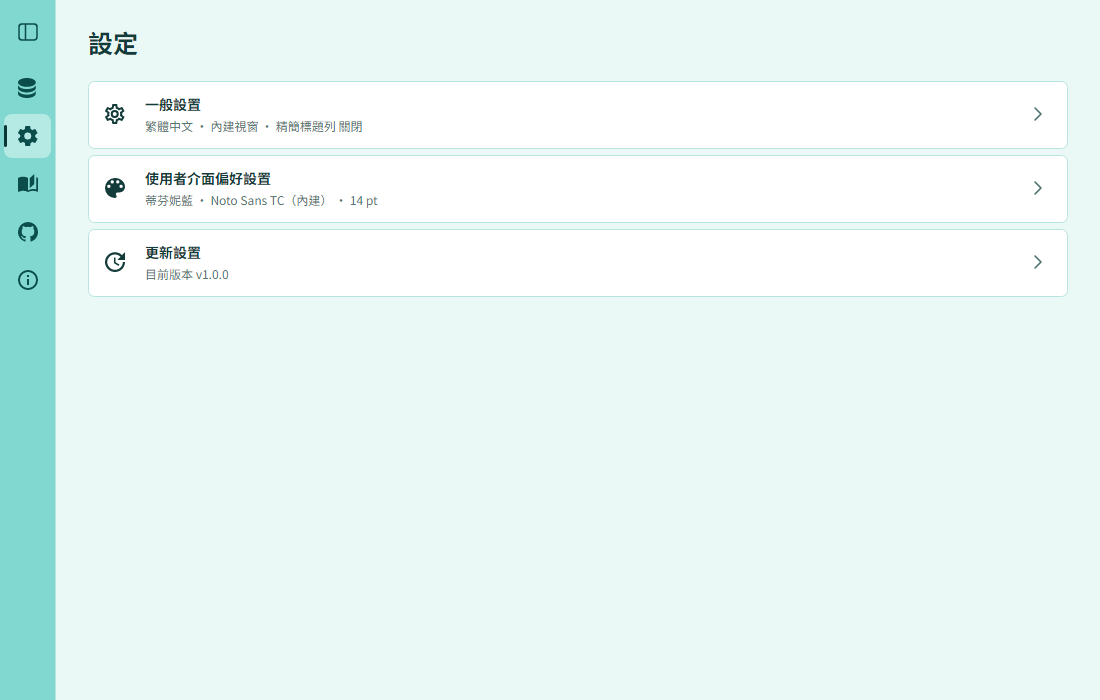 設定
一般設置
繁體中文 • 內建視窗 • 精簡標題列 關閉
使用者介面偏好設置
蒂芬妮藍 • Noto Sans TC（內建） • 14 pt
更新設置
目前版本 v1.0.0